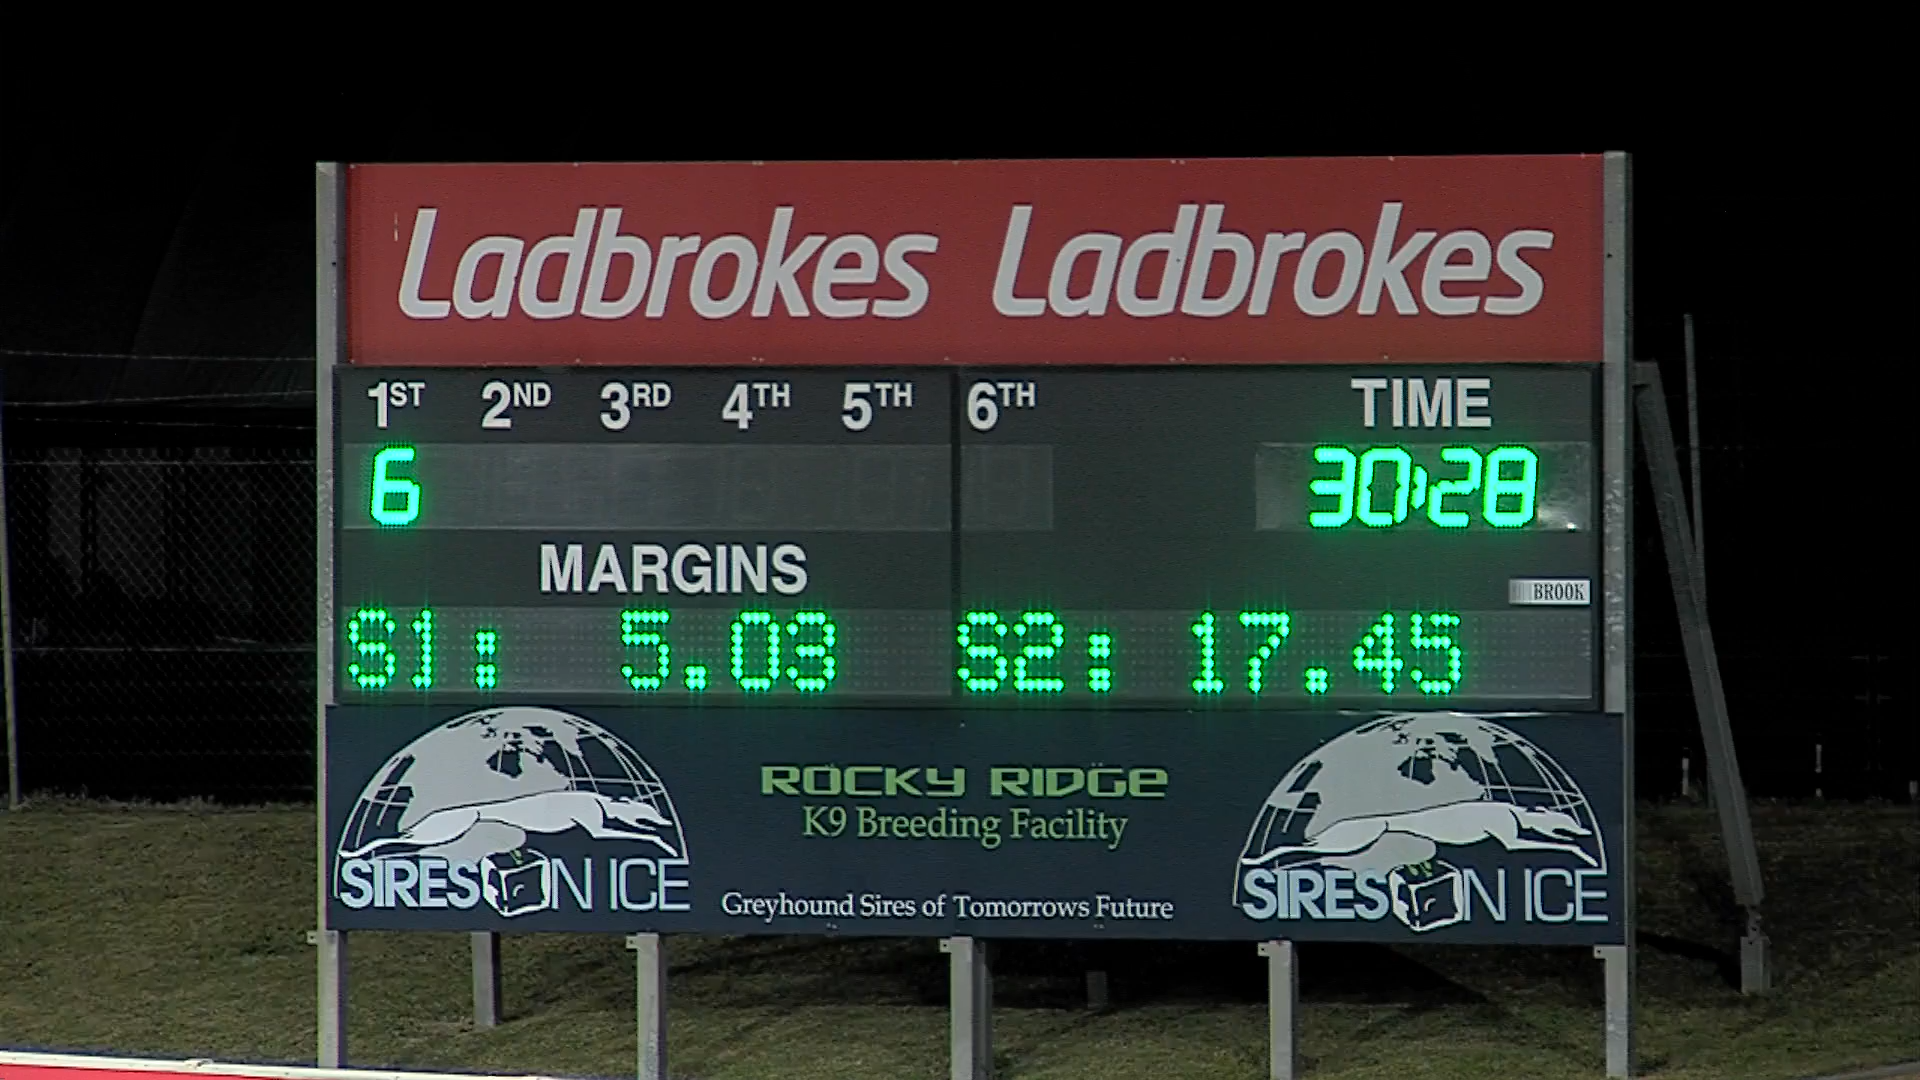 Ladbrokes Ladbrokes
1ST 2ND 3RD 4TH 5TH 6TH TIME
6 30:28
MARGINS
BROOK
S1: 5.03 S2: 17.45
ROCKY RIDGE
K9 Breeding Facility
SIRES ON ICE
Greyhound Sires of Tomorrows Future
SIRES ON ICE